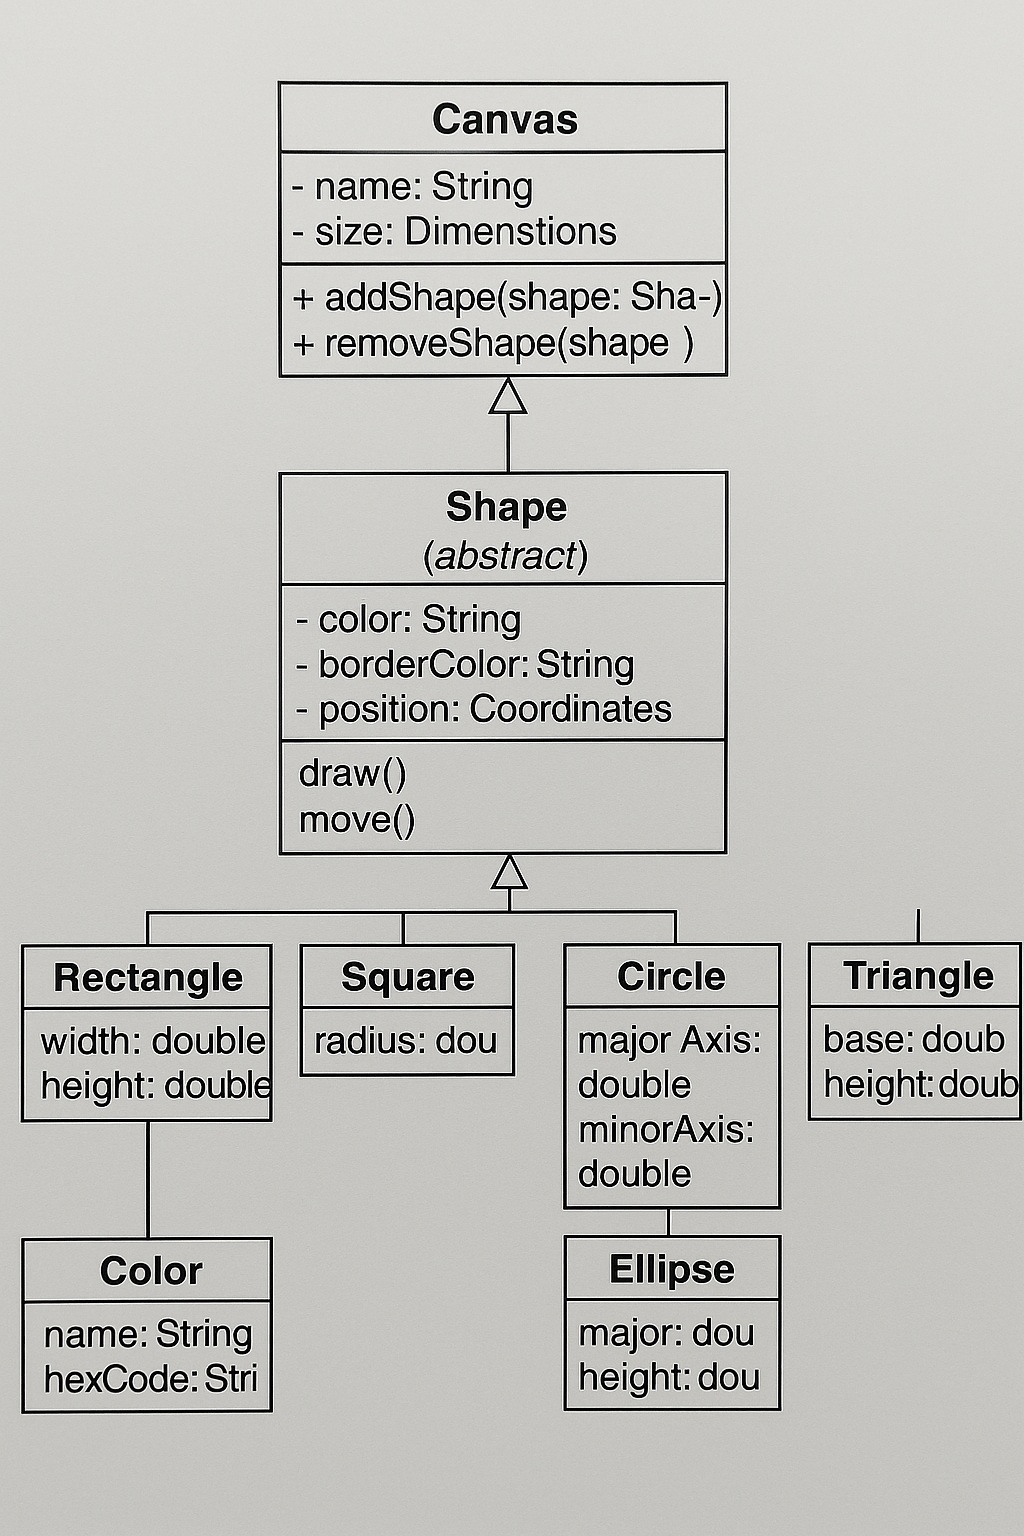 Canvas
- name: String
- size: Dimenstions
+ addShape(shape: Sha-)
+ removeShape(shape )
Shape
(abstract)
- color: String
- borderColor: String
- position: Coordinates
draw()
move()
Rectangle
width: double
height: double
Square
radius: dou
Circle
major Axis:
double
minorAxis:
double
Triangle
base: doub
height: doub
Color
name: String
hexCode: Stri
Ellipse
major: dou
height: dou